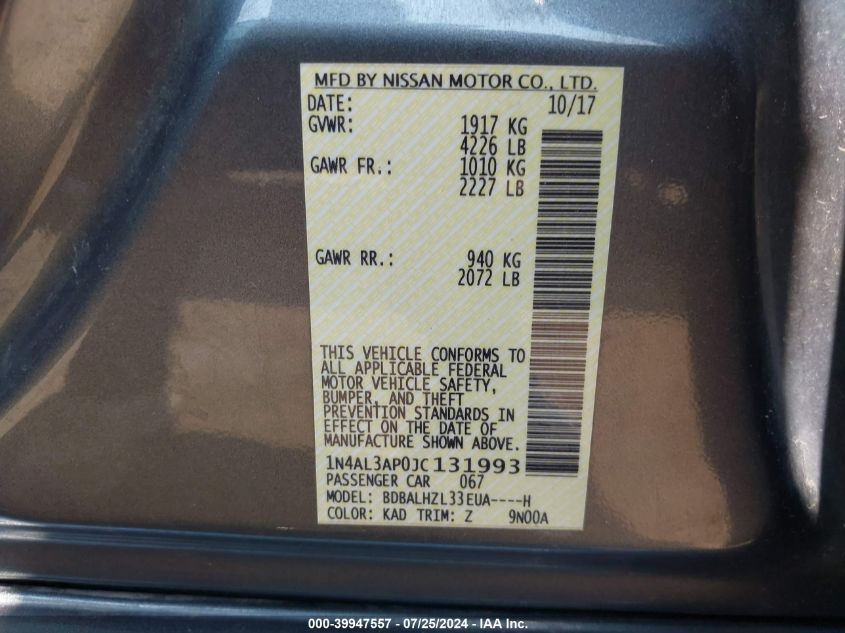 MFD BY NISSAN MOTOR CO., LTD.
DATE: 10/17
GVWR: 1917 KG
4226 LB
GAWR FR.: 1010 KG
2227 LB
GAWR RR.: 940 KG
2072 LB
THIS VEHICLE CONFORMS TO
ALL APPLICABLE FEDERAL
MOTOR VEHICLE SAFETY,
BUMPER, AND THEFT
PREVENTION STANDARDS IN
EFFECT ON THE DATE OF
MANUFACTURE SHOWN ABOVE.
1N4AL3AP0JC131993
PASSENGER CAR 067
MODEL: BDBALHZL33EUA----H
COLOR: KAD TRIM: Z 9N00A
000-39947557 - 07/25/2024 - IAA Inc.